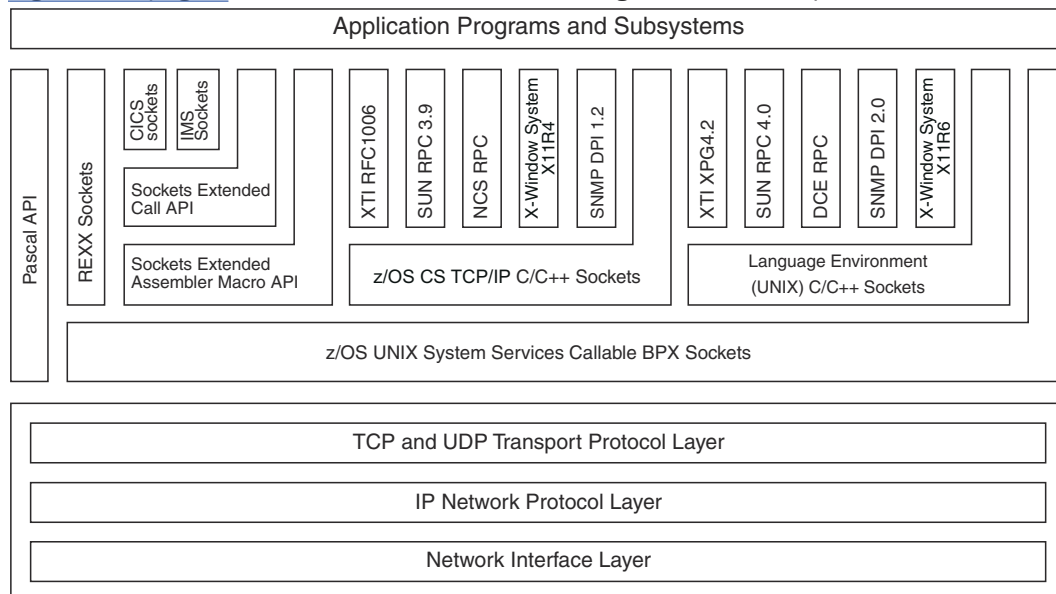 Application Programs and Subsystems
Pascal API
REXX Sockets
CICS
sockets
IMS
Sockets
Sockets Extended
Call API
Sockets Extended
Assembler Macro API
XTI RFC1006
SUN RPC 3.9
NCS RPC
X-Window System
X11R4
SNMP DPI 1.2
z/OS CS TCP/IP C/C++ Sockets
XTI XPG4.2
SUN RPC 4.0
DCE RPC
SNMP DPI 2.0
X-Window System
X11R6
Language Environment
(UNIX) C/C++ Sockets
z/OS UNIX System Services Callable BPX Sockets
TCP and UDP Transport Protocol Layer
IP Network Protocol Layer
Network Interface Layer